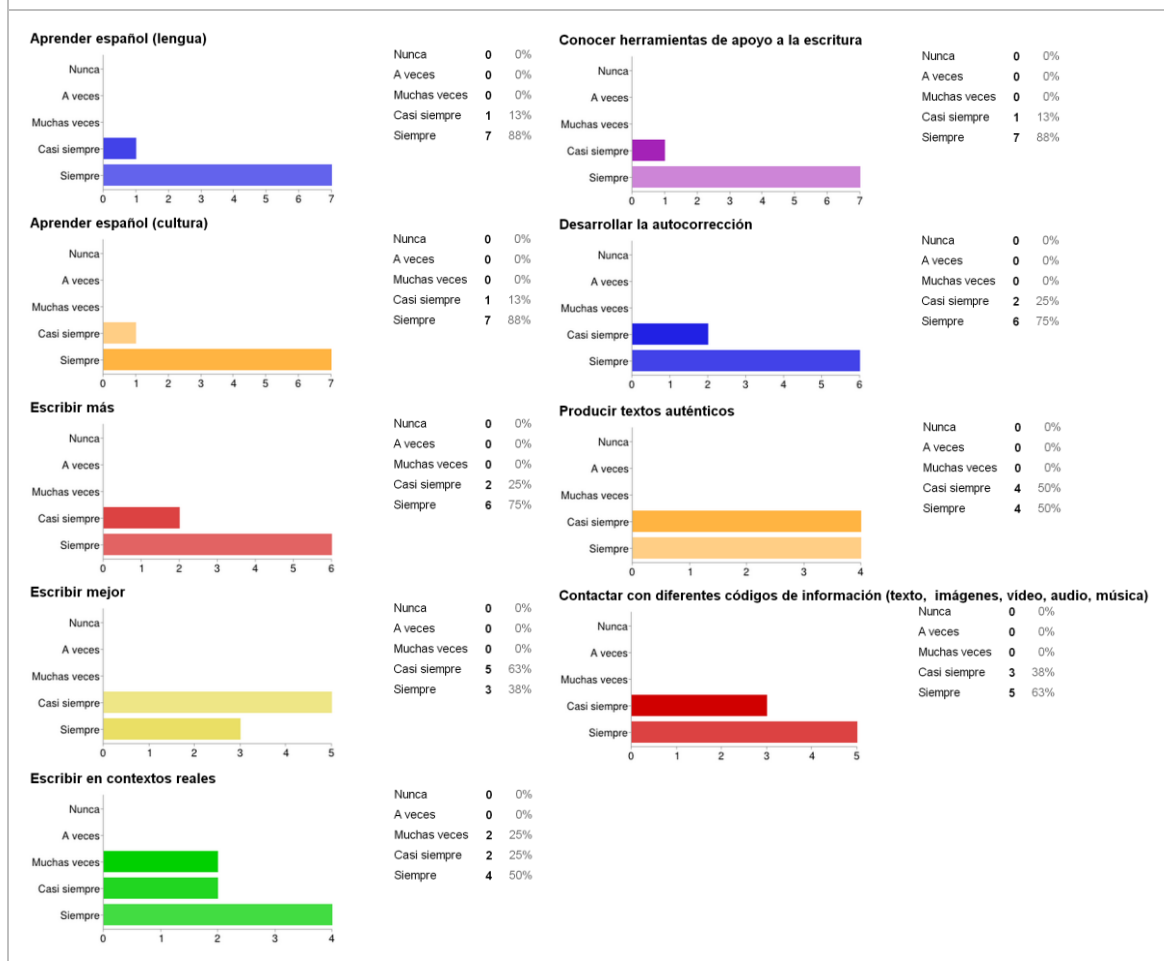 Aprender español (lengua)
Nunca
A veces
Muchas veces
Casi siempre
Siempre
0 1 2 3 4 5 6 7
Nunca 0 0%
A veces 0 0%
Muchas veces 0 0%
Casi siempre 1 13%
Siempre 7 88%
Aprender español (cultura)
Nunca
A veces
Muchas veces
Casi siempre
Siempre
0 1 2 3 4 5 6 7
Nunca 0 0%
A veces 0 0%
Muchas veces 0 0%
Casi siempre 1 13%
Siempre 7 88%
Escribir más
Nunca
A veces
Muchas veces
Casi siempre
Siempre
0 1 2 3 4 5 6
Nunca 0 0%
A veces 0 0%
Muchas veces 0 0%
Casi siempre 2 25%
Siempre 6 75%
Escribir mejor
Nunca
A veces
Muchas veces
Casi siempre
Siempre
0 1 2 3 4 5
Nunca 0 0%
A veces 0 0%
Muchas veces 0 0%
Casi siempre 5 63%
Siempre 3 38%
Escribir en contextos reales
Nunca
A veces
Muchas veces
Casi siempre
Siempre
0 1 2 3 4
Nunca 0 0%
A veces 0 0%
Muchas veces 2 25%
Casi siempre 2 25%
Siempre 4 50%
Conocer herramientas de apoyo a la escritura
Nunca
A veces
Muchas veces
Casi siempre
Siempre
0 1 2 3 4 5 6 7
Nunca 0 0%
A veces 0 0%
Muchas veces 0 0%
Casi siempre 1 13%
Siempre 7 88%
Desarrollar la autocorrección
Nunca
A veces
Muchas veces
Casi siempre
Siempre
0 1 2 3 4 5 6
Nunca 0 0%
A veces 0 0%
Muchas veces 0 0%
Casi siempre 2 25%
Siempre 6 75%
Producir textos auténticos
Nunca
A veces
Muchas veces
Casi siempre
Siempre
0 1 2 3 4
Nunca 0 0%
A veces 0 0%
Muchas veces 0 0%
Casi siempre 4 50%
Siempre 4 50%
Contactar con diferentes códigos de información (texto, imágenes, vídeo, audio, música)
Nunca
A veces
Muchas veces
Casi siempre
Siempre
0 1 2 3 4 5
Nunca 0 0%
A veces 0 0%
Muchas veces 0 0%
Casi siempre 3 38%
Siempre 5 63%